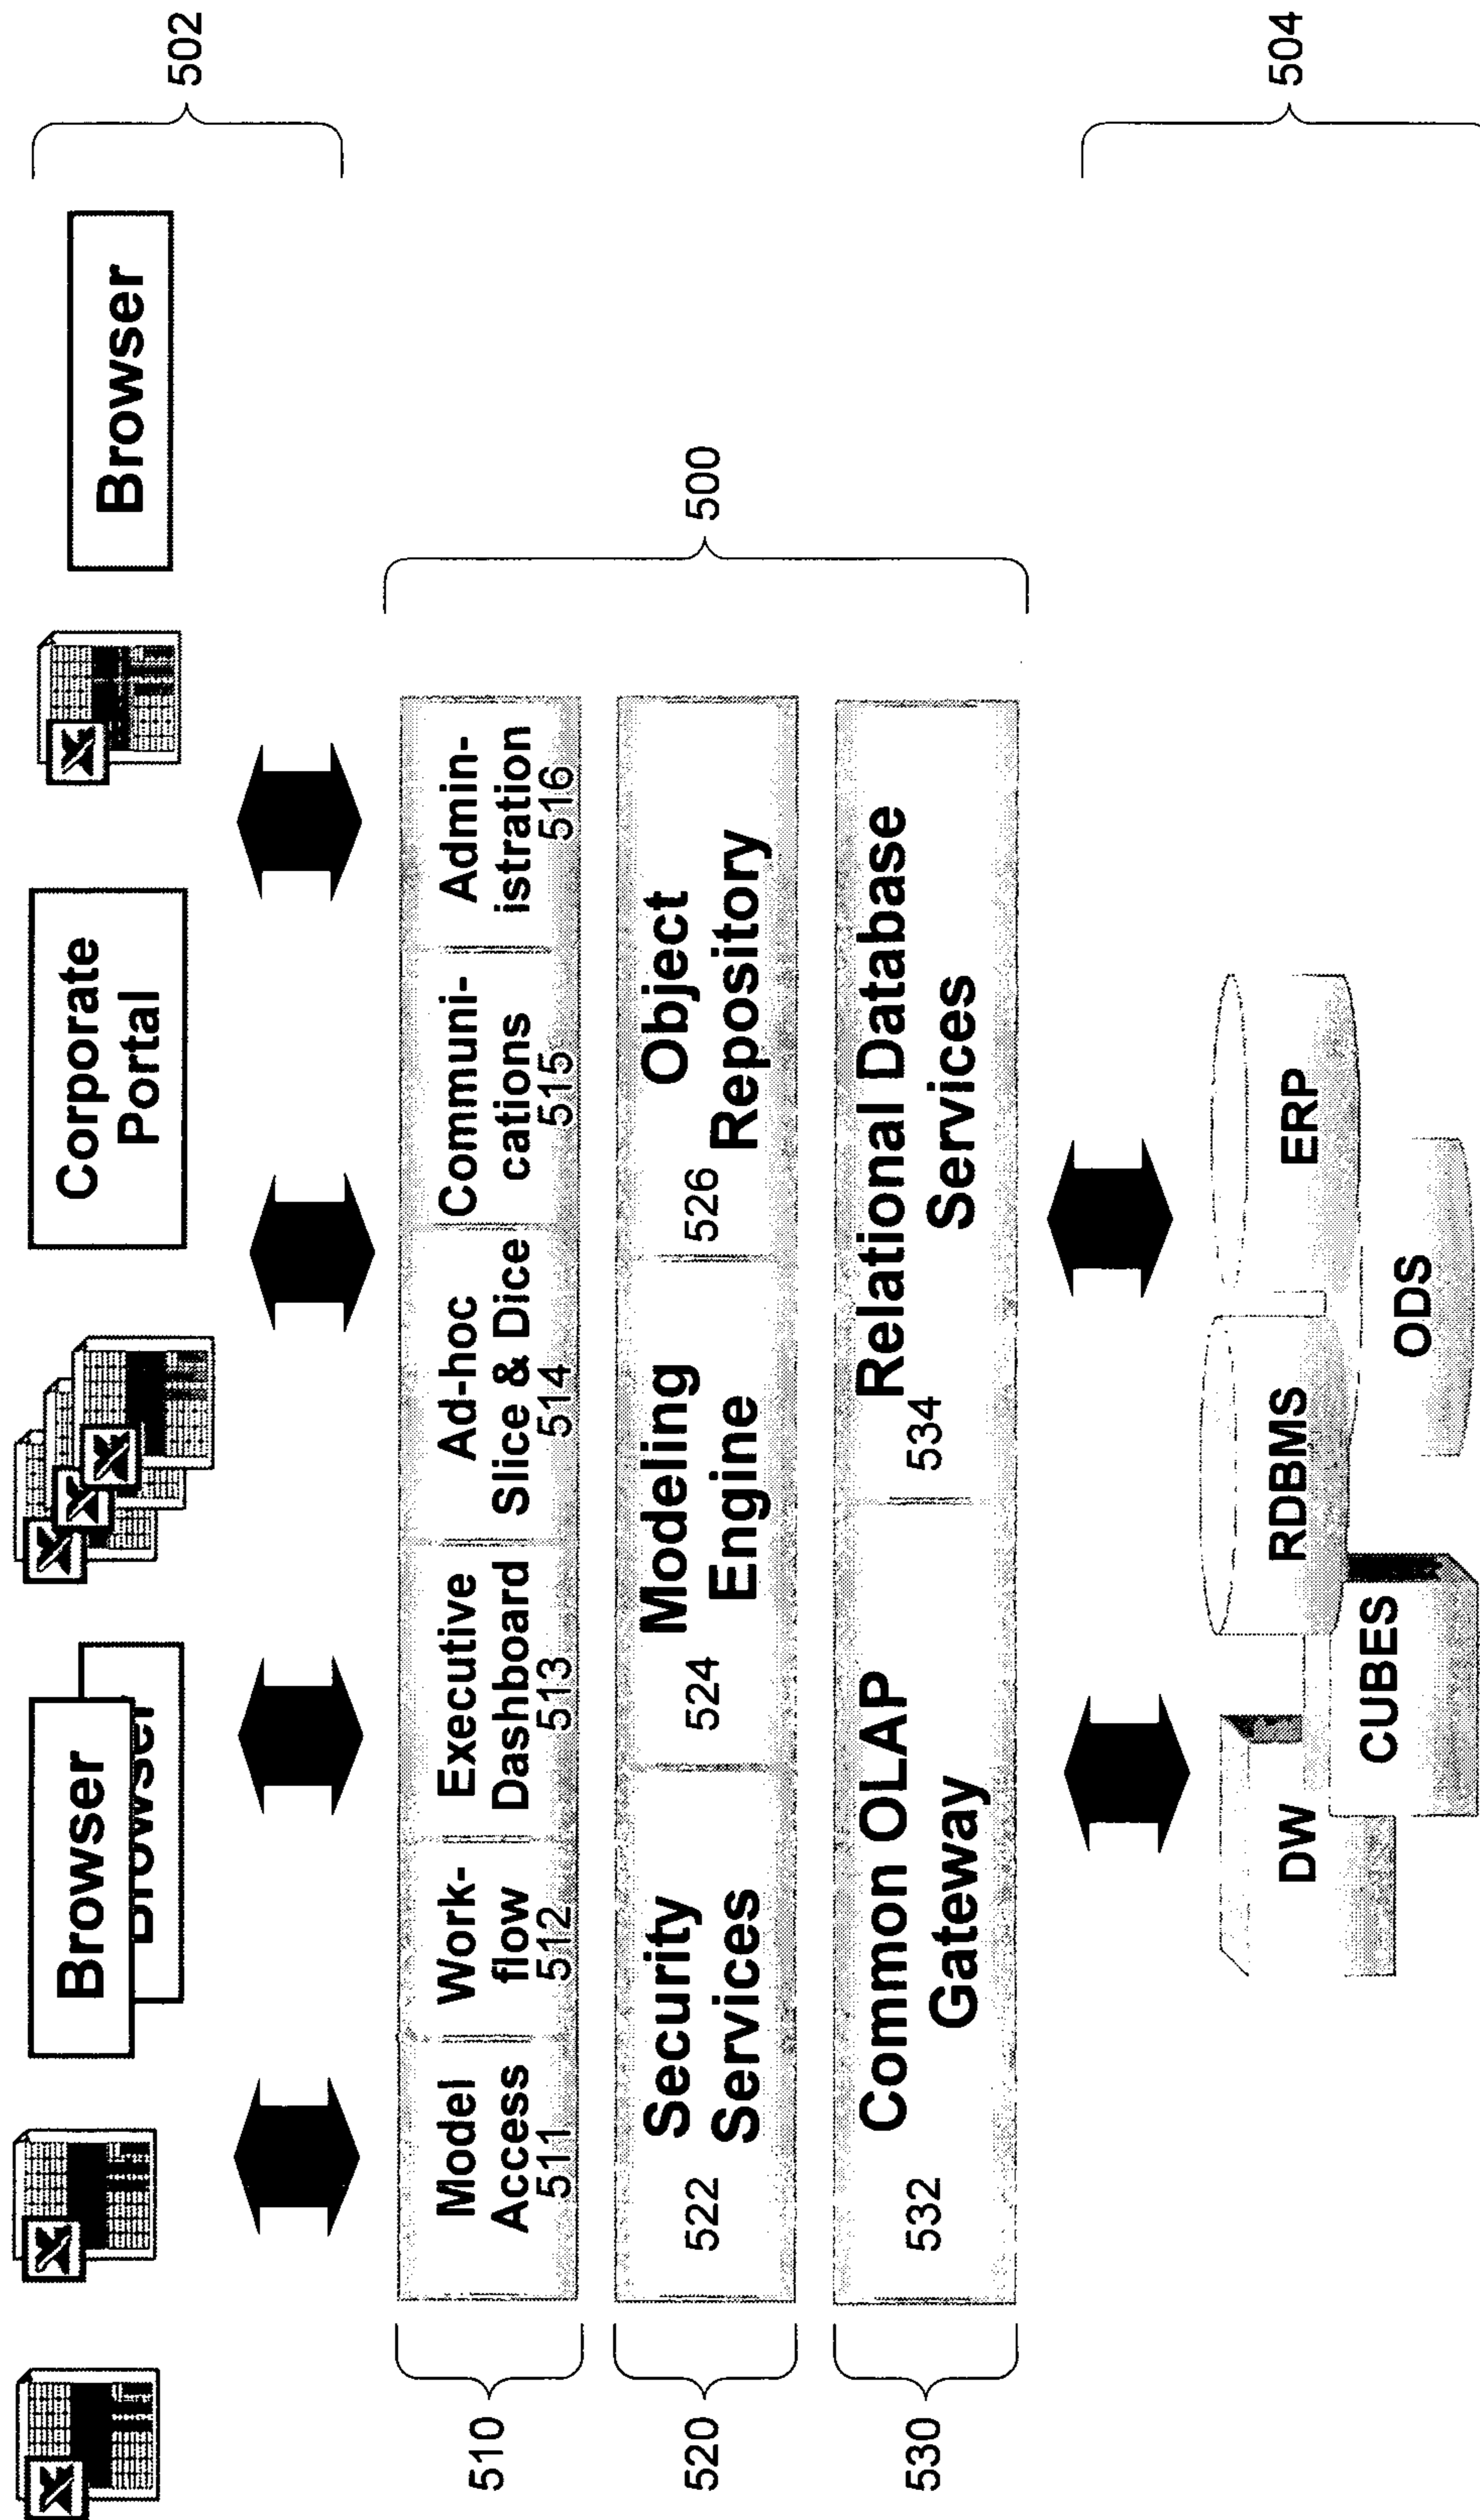 Browser
Browser
Corporate
Portal
Browser
502
510
Model
Access
511
Work-
flow
512
Executive
Dashboard
513
Ad-hoc
Slice & Dice
514
Communi-
cations
515
Admin-
istration
516
520
522
Security
Services
524
Modeling
Engine
526
Object
Repository
500
530
532
Common OLAP
Gateway
534
Relational Database
Services
DW
CUBES
RDBMS
ERP
ODS
504